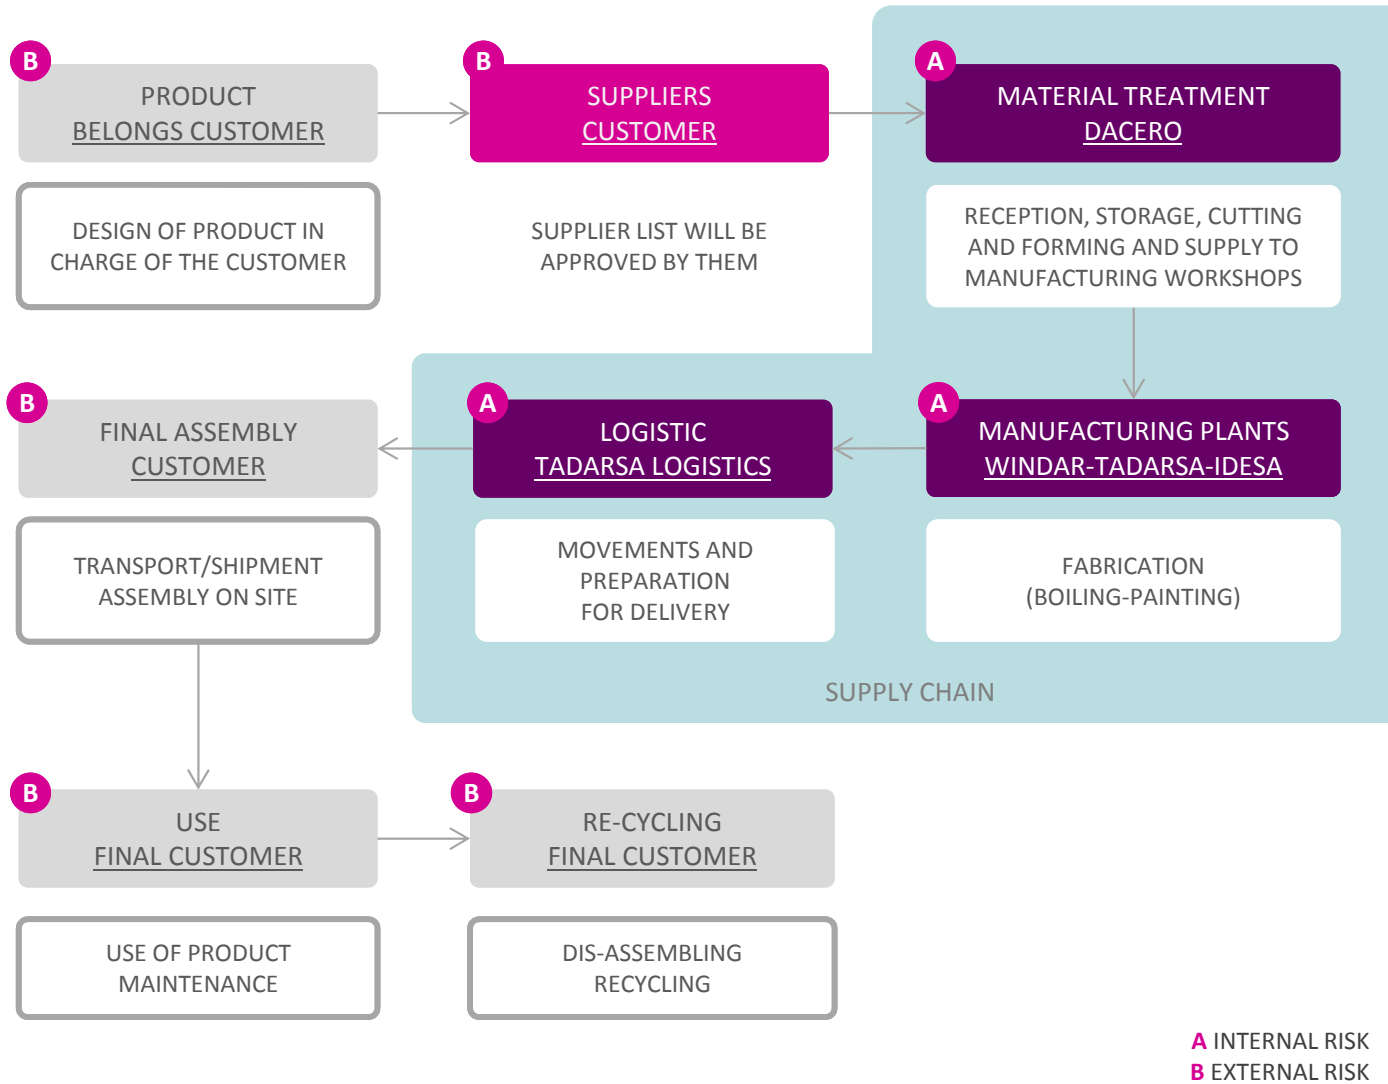 B
PRODUCT
BELONGS CUSTOMER
DESIGN OF PRODUCT IN
CHARGE OF THE CUSTOMER
B
SUPPLIERS
CUSTOMER
SUPPLIER LIST WILL BE
APPROVED BY THEM
A
MATERIAL TREATMENT
DACERO
RECEPTION, STORAGE, CUTTING
AND FORMING AND SUPPLY TO
MANUFACTURING WORKSHOPS
A
MANUFACTURING PLANTS
WINDAR-TADARSA-IDESA
FABRICATION
(BOILING-PAINTING)
A
LOGISTIC
TADARSA LOGISTICS
MOVEMENTS AND
PREPARATION
FOR DELIVERY
SUPPLY CHAIN
B
FINAL ASSEMBLY
CUSTOMER
TRANSPORT/SHIPMENT
ASSEMBLY ON SITE
B
USE
FINAL CUSTOMER
USE OF PRODUCT
MAINTENANCE
B
RE-CYCLING
FINAL CUSTOMER
DIS-ASSEMBLING
RECYCLING
A INTERNAL RISK
B EXTERNAL RISK